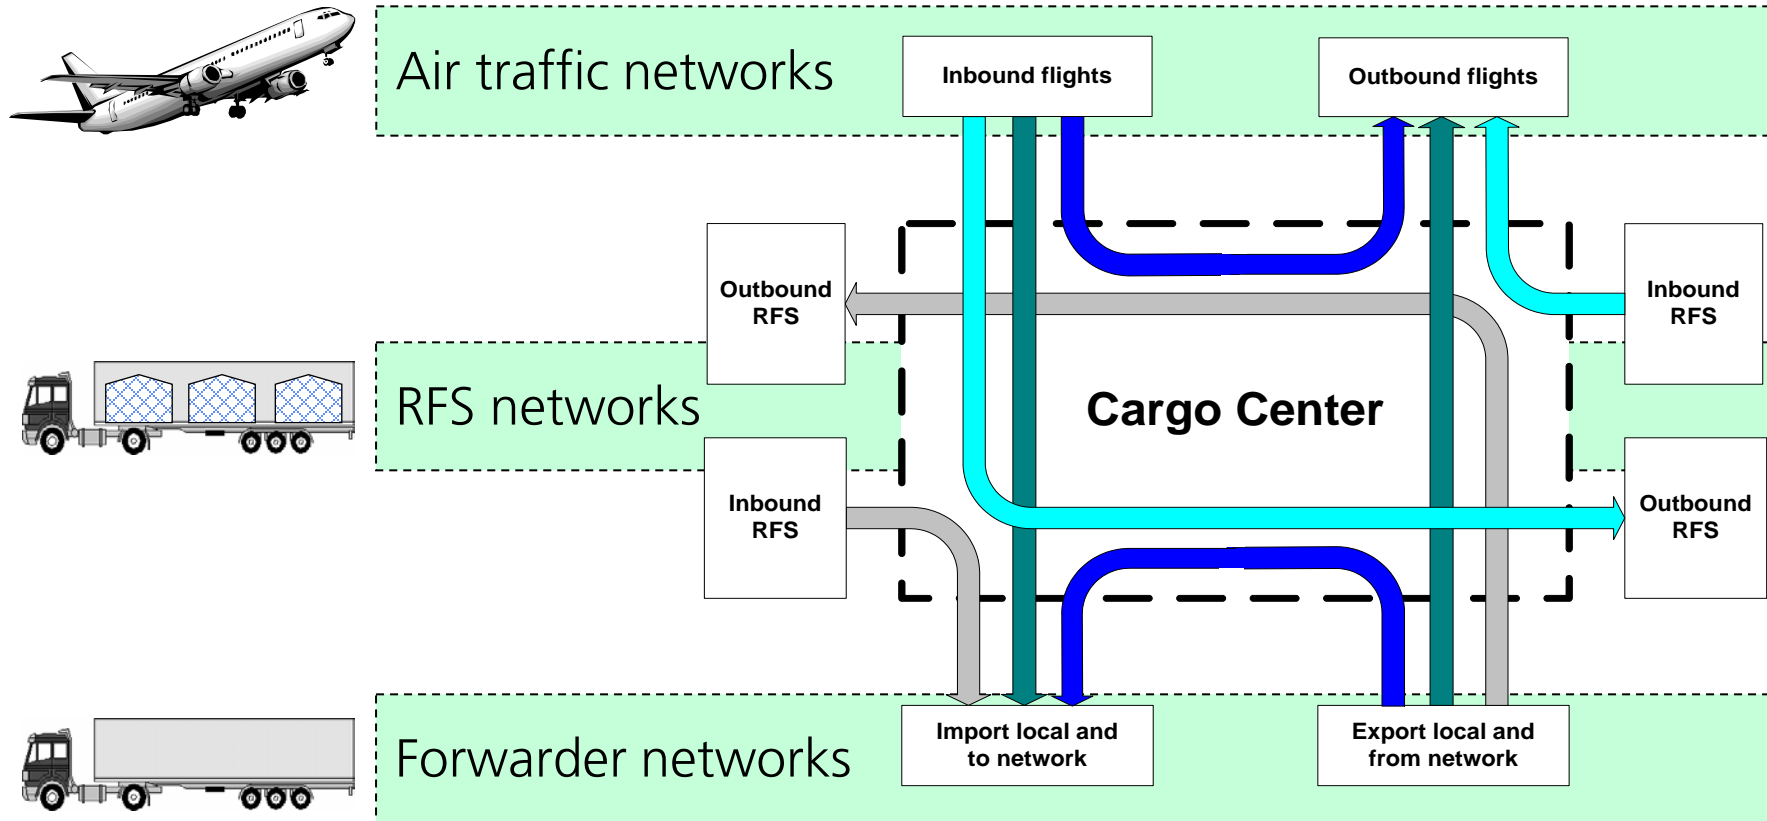 Air traffic networks
Inbound flights
Outbound flights
Outbound
RFS
Inbound
RFS
RFS networks
Cargo Center
Inbound
RFS
Outbound
RFS
Forwarder networks
Import local and
to network
Export local and
from network